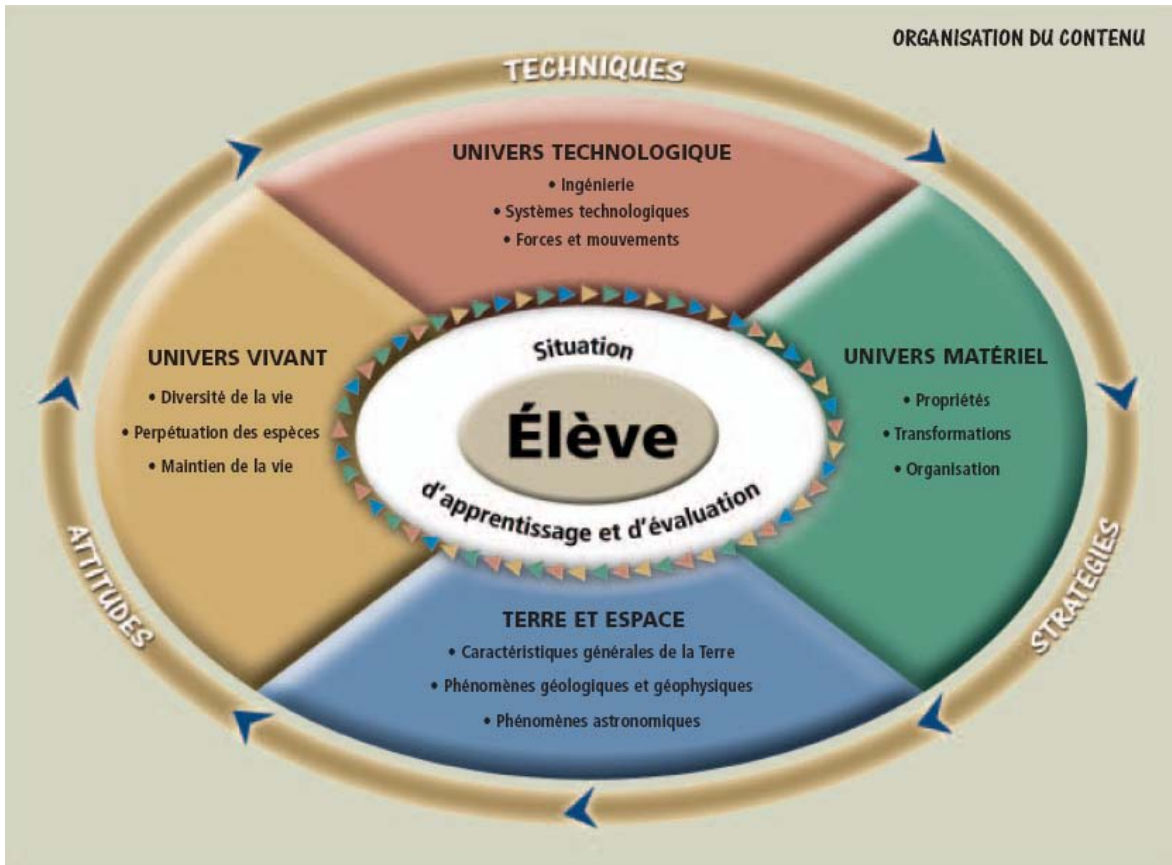 ORGANISATION DU CONTENU
TECHNIQUES
UNIVERS TECHNOLOGIQUE
• Ingénierie
• Systèmes technologiques
• Forces et mouvements
UNIVERS VIVANT
• Diversité de la vie
• Perpétuation des espèces
• Maintien de la vie
Situation
Élève
d'apprentissage et d'évaluation
UNIVERS MATÉRIEL
• Propriétés
• Transformations
• Organisation
ATTITUDES
STRATÉGIES
TERRE ET ESPACE
• Caractéristiques générales de la Terre
• Phénomènes géologiques et géophysiques
• Phénomènes astronomiques